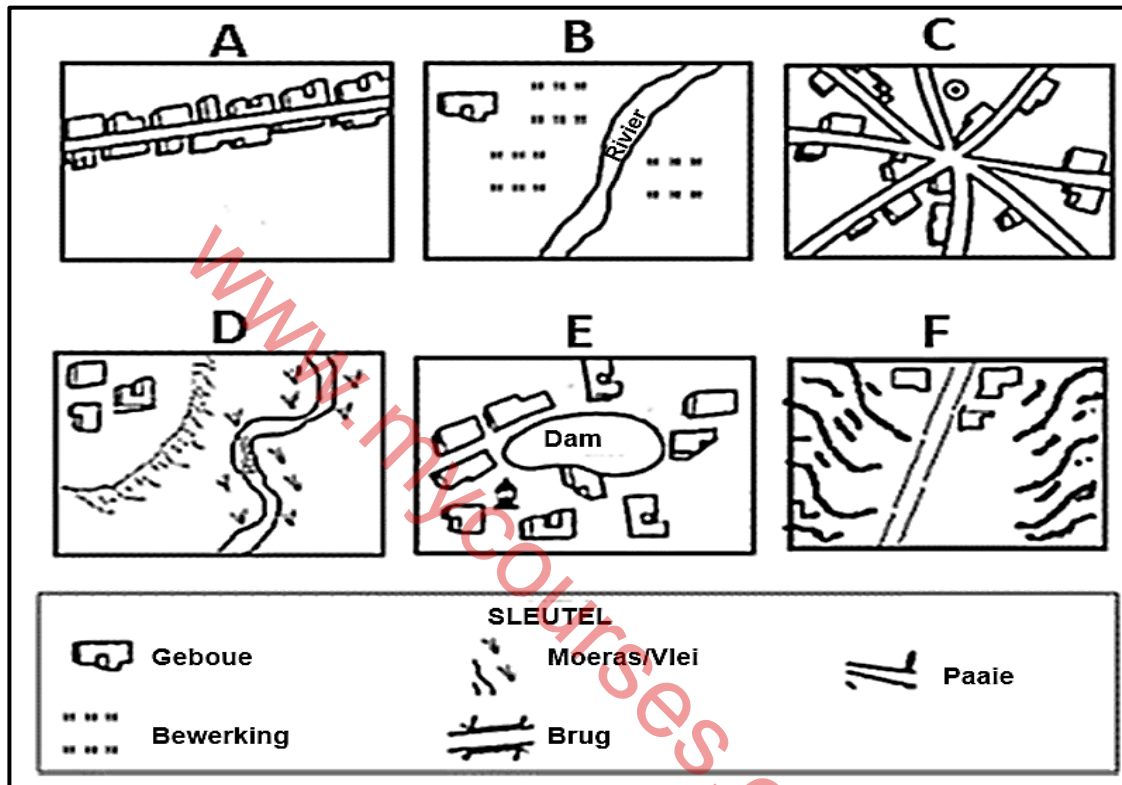 A B C
Rivier
D E F
Dam
SLEUTEL
Geboue Moeras/Vlei Paaie
Bewerking Brug
www.mycourses.